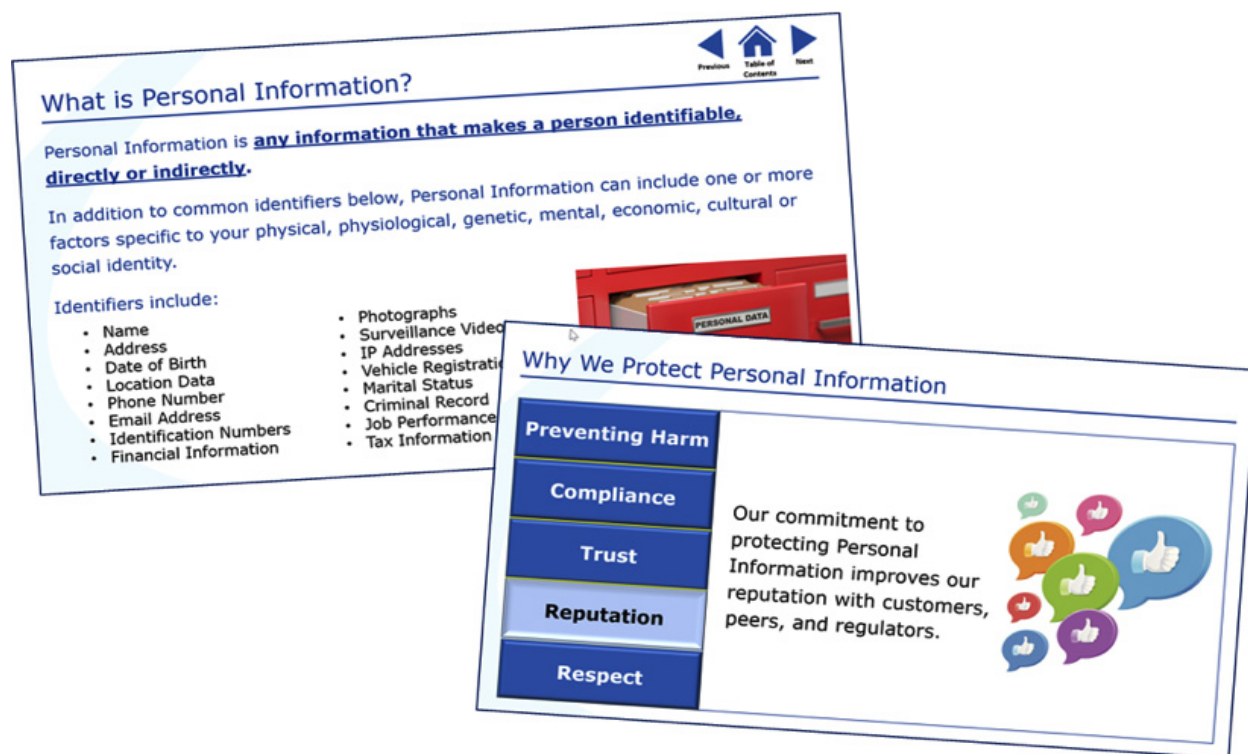 Previous
Table of
Contents
Next
What is Personal Information?
Personal Information is any information that makes a person identifiable,
directly or indirectly.
In addition to common identifiers below, Personal Information can include one or more
factors specific to your physical, physiological, genetic, mental, economic, cultural or
social identity.
Identifiers include:
• Name
• Address
• Date of Birth
• Location Data
• Phone Number
• Email Address
• Identification Numbers
• Financial Information
• Photographs
• Surveillance Video
• IP Addresses
• Vehicle
• Marital Status
• Criminal Record
• Job Performance
• Tax Information
PERSONAL DATA
Why We Protect Personal Information
Preventing Harm
Compliance
Trust
Reputation
Respect
Our commitment to
protecting Personal
Information improves our
reputation with customers,
peers, and regulators.